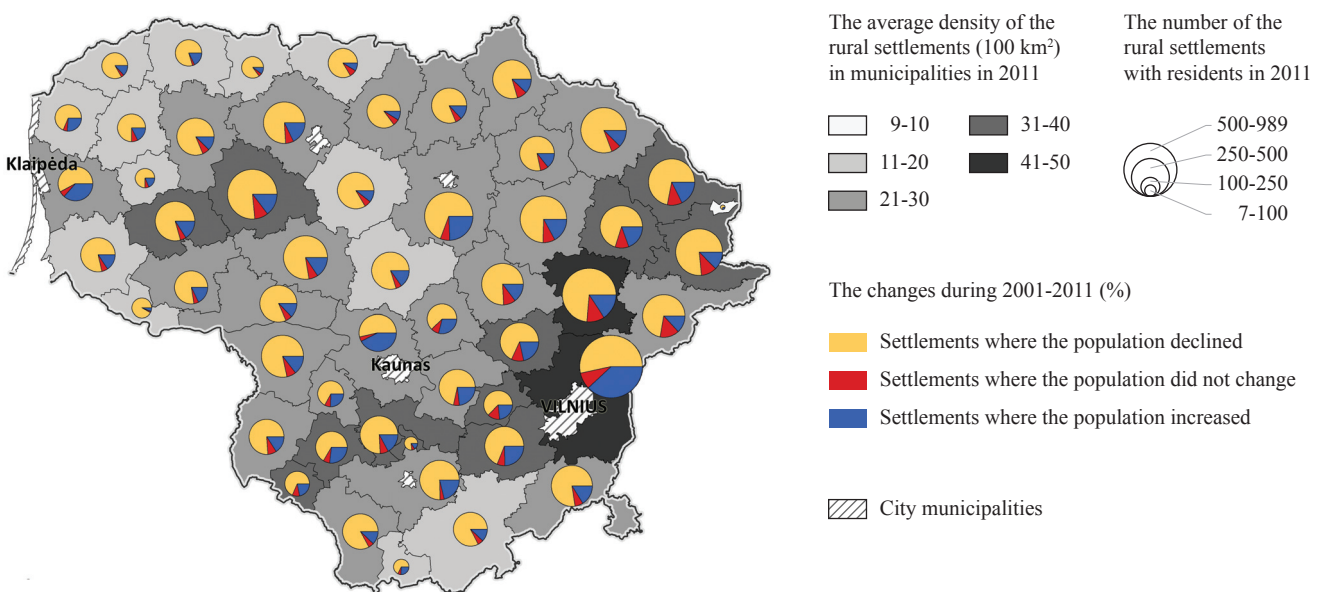 Klaipėda
Kaunas
VILNIUS
The average density of the
rural settlements (100 km²)
in municipalities in 2011
9-10
11-20
21-30
31-40
41-50
The number of the
rural settlements
with residents in 2011
500-989
250-500
100-250
7-100
The changes during 2001-2011 (%)
Settlements where the population declined
Settlements where the population did not change
Settlements where the population increased
City municipalities